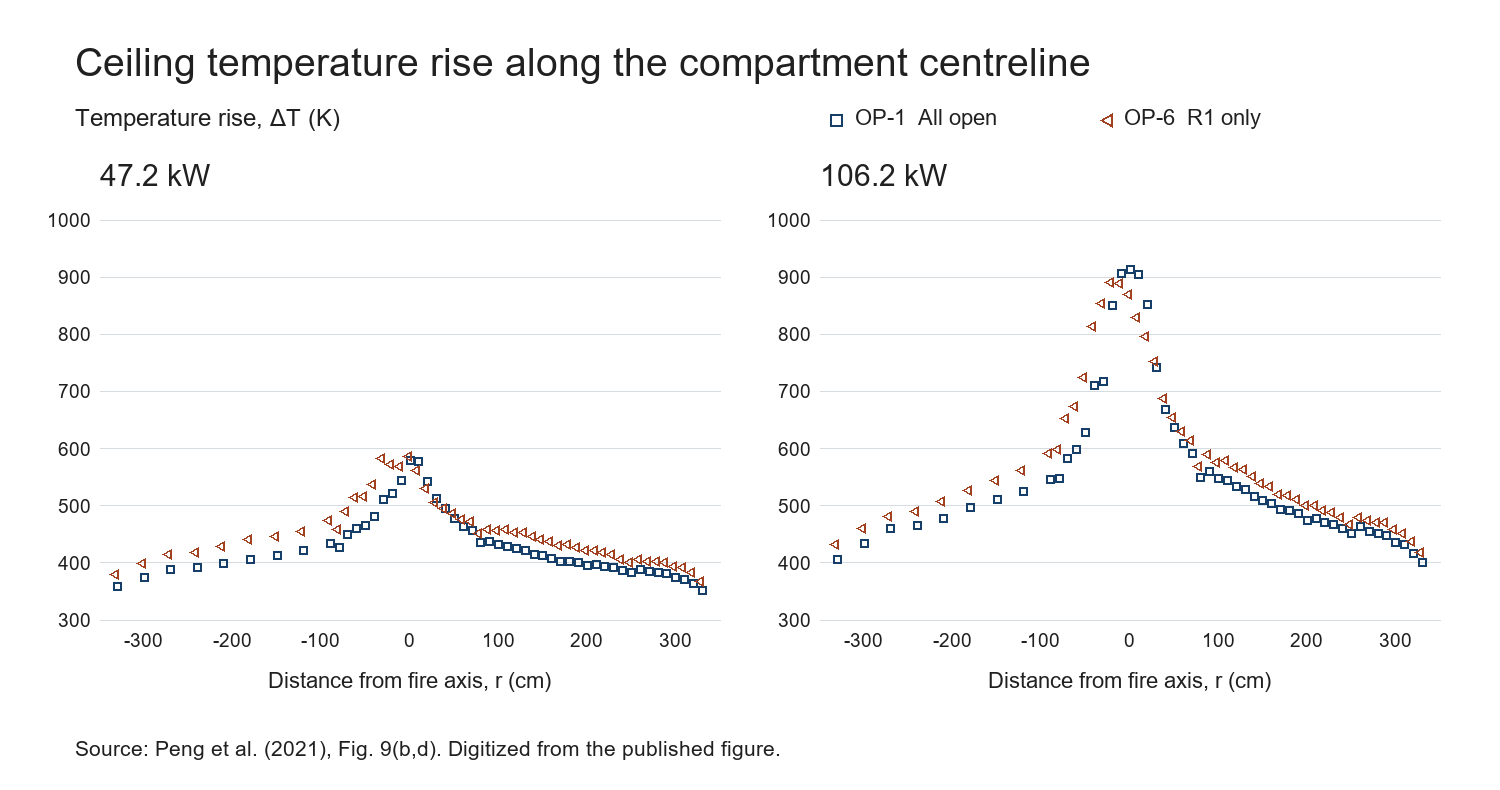 Ceiling temperature rise along the compartment centreline
Temperature rise, ΔT (K)
OP-1 All open
OP-6 R1 only
47.2 kW
1000
900
800
700
600
500
400
300
-300 -200 -100 0 100 200 300
Distance from fire axis, r (cm)
106.2 kW
1000
900
800
700
600
500
400
300
-300 -200 -100 0 100 200 300
Distance from fire axis, r (cm)
Source: Peng et al. (2021), Fig. 9(b,d). Digitized from the published figure.